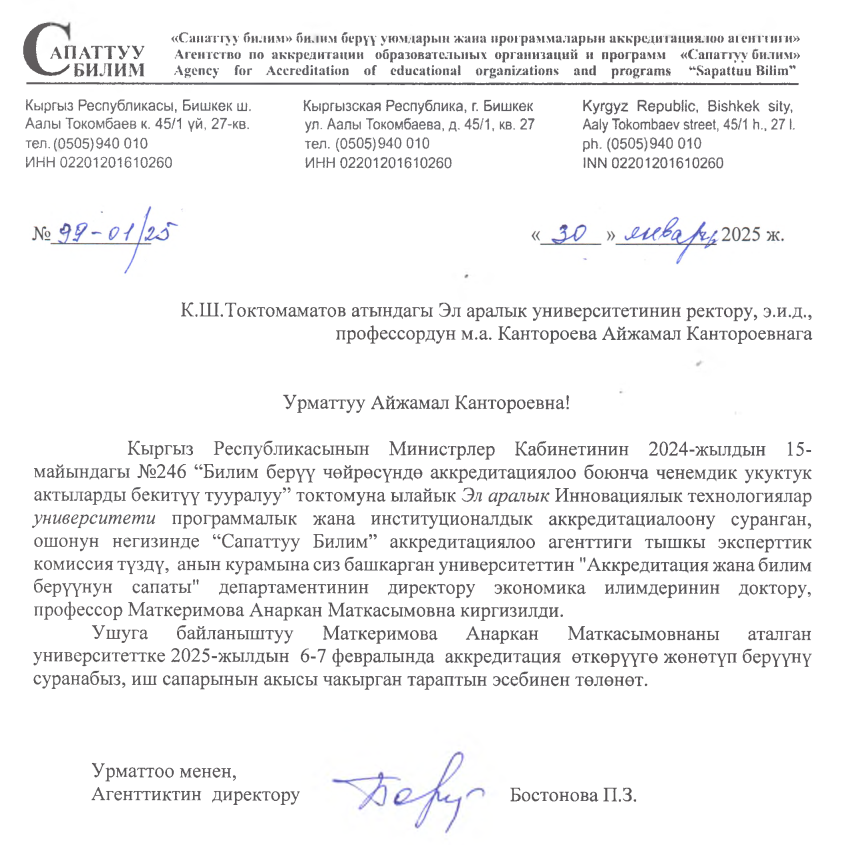 САПАТТУУ БИЛИМ
«Сапаттуу билим» билим берүү уюмдарын жана программаларын аккредитациялоо агенттиги»
Агентство по аккредитации образовательных организаций и программ «Сапаттуу билим»
Agency for Accreditation of educational organizations and programs “Sapattuu Bilim”
Кыргыз Республикасы, Бишкек ш.
Аалы Токомбаев к. 45/1 үй, 27-кв.
тел. (0505) 940 010
ИНН 02201201610260
Кыргызская Республика, г. Бишкек
ул. Аалы Токомбаева, д. 45/1, кв. 27
тел. (0505) 940 010
ИНН 02201201610260
Kyrgyz Republic, Bishkek sity,
Aaly Tokombaev street, 45/1 h., 27 l.
ph. (0505) 940 010
INN 02201201610260
№ 99-01/25
« 30 » январь 2025 ж.
К.Ш.Токтомаматов атындагы Эл аралык университетинин ректору, э.и.д.,
профессордун м.а. Кантороева Айжамал Кантороевнага
Урматтуу Айжамал Кантороевна!
Кыргыз Республикасынын Министрлер Кабинетинин 2024-жылдын 15-
майындагы №246 “Билим берүү чөйрөсүндө аккредитациялоо боюнча ченемдик укуктук
актыларды бекитүү тууралуу” токтомуна ылайык Эл аралык Инновациялык технологиялар
университети программалык жана институционалдык аккредитациалоону суранган,
ошонун негизинде “Сапаттуу Билим” аккредитациялоо агенттиги тышкы эксперттик
комиссия түздү, анын курамына сиз башкарган университеттин "Аккредитация жана билим
берүүнун сапаты" департаментинин директору экономика илимдеринин доктору,
профессор Маткеримова Анаркан Маткасымовна киргизилди.
Ушуга байланыштуу Маткеримова Анаркан Маткасымовнаны аталган
университеттке 2025-жылдын 6-7 февралында аккредитация өткөрүүгө жөнөтүп берүүнү
суранабыз, иш сапарынын акысы чакырган тараптын эсебинен төлөнөт.
Урматтоо менен,
Агенттиктин директору
Бостонова П.З.